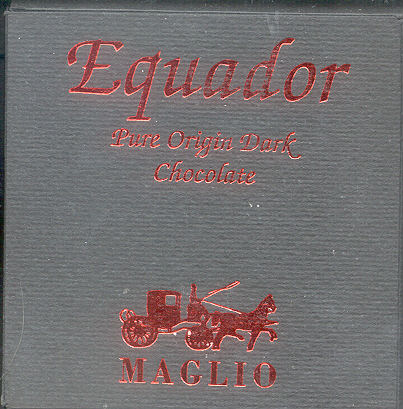 Equador
Pure Origin Dark
Chocolate
MAGLIO